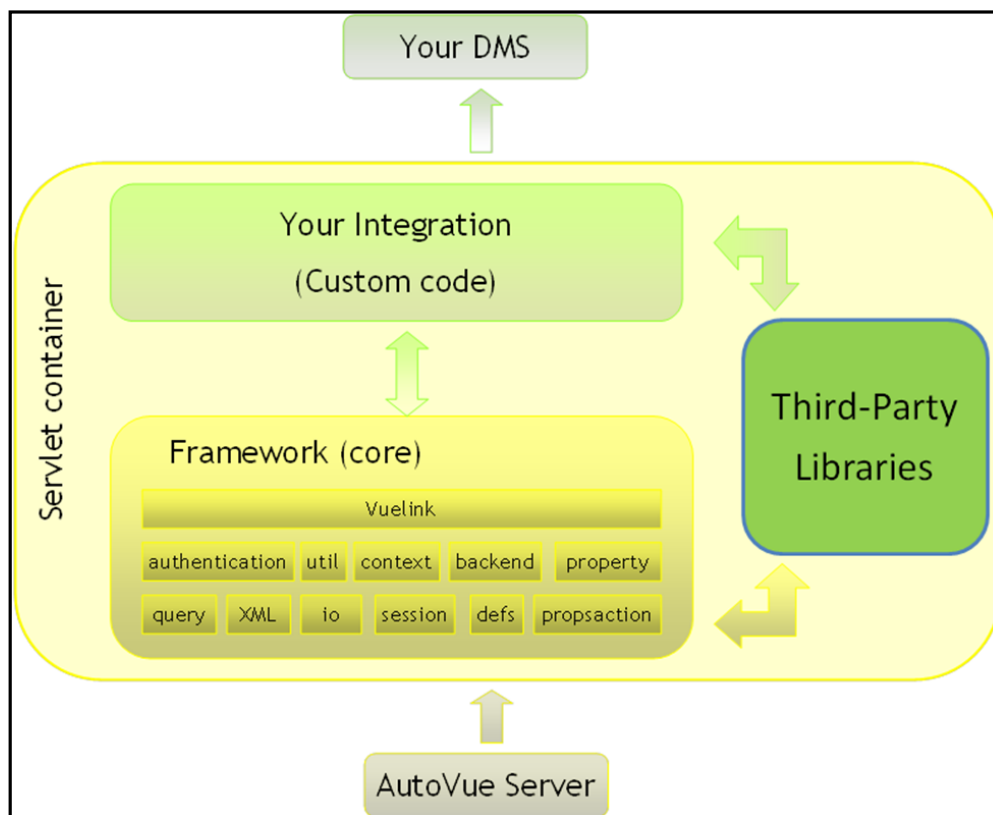 Your DMS
Servlet container
Your Integration
(Custom code)
Third-Party
Libraries
Framework (core)
Vuelink
authentication util context backend property
query XML io session defs propsaction
AutoVue Server